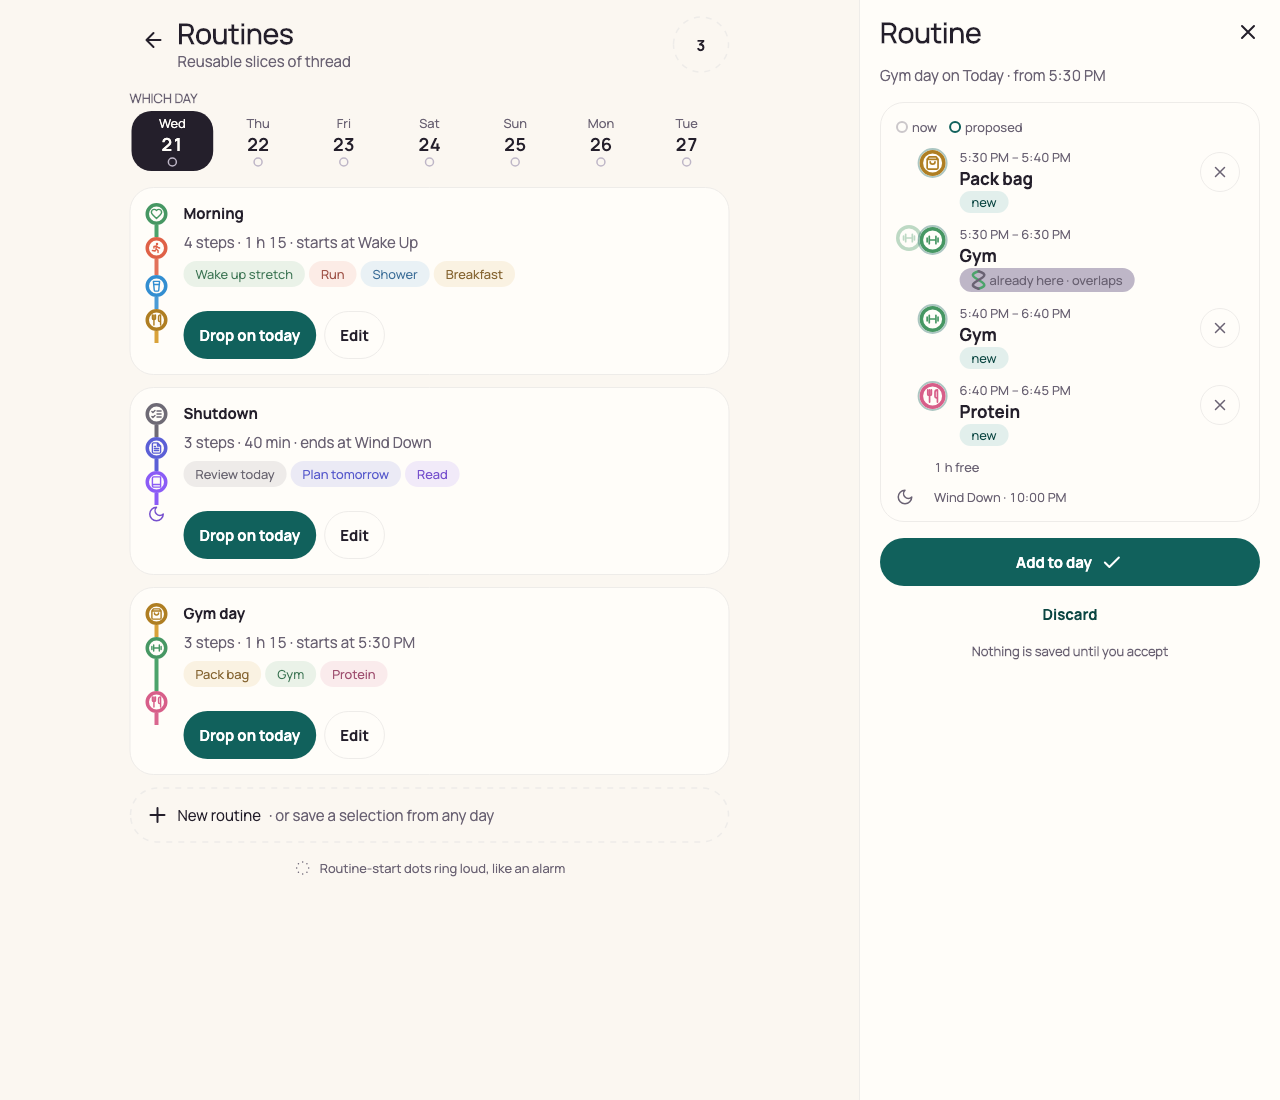 Routines
Reusable slices of thread
3
WHICH DAY
Wed
21
Thu
22
Fri
23
Sat
24
Sun
25
Mon
26
Tue
27
Morning
4 steps · 1 h 15 · starts at Wake Up
Wake up stretch Run Shower Breakfast
Drop on today Edit
Shutdown
3 steps · 40 min · ends at Wind Down
Review today Plan tomorrow Read
Drop on today Edit
Gym day
3 steps · 1 h 15 · starts at 5:30 PM
Pack bag Gym Protein
Drop on today Edit
New routine · or save a selection from any day
Routine-start dots ring loud, like an alarm
Routine
Gym day on Today · from 5:30 PM
now proposed
5:30 PM – 5:40 PM
Pack bag
new
5:30 PM – 6:30 PM
Gym
already here · overlaps
5:40 PM – 6:40 PM
Gym
new
6:40 PM – 6:45 PM
Protein
new
1 h free
Wind Down · 10:00 PM
Add to day
Discard
Nothing is saved until you accept